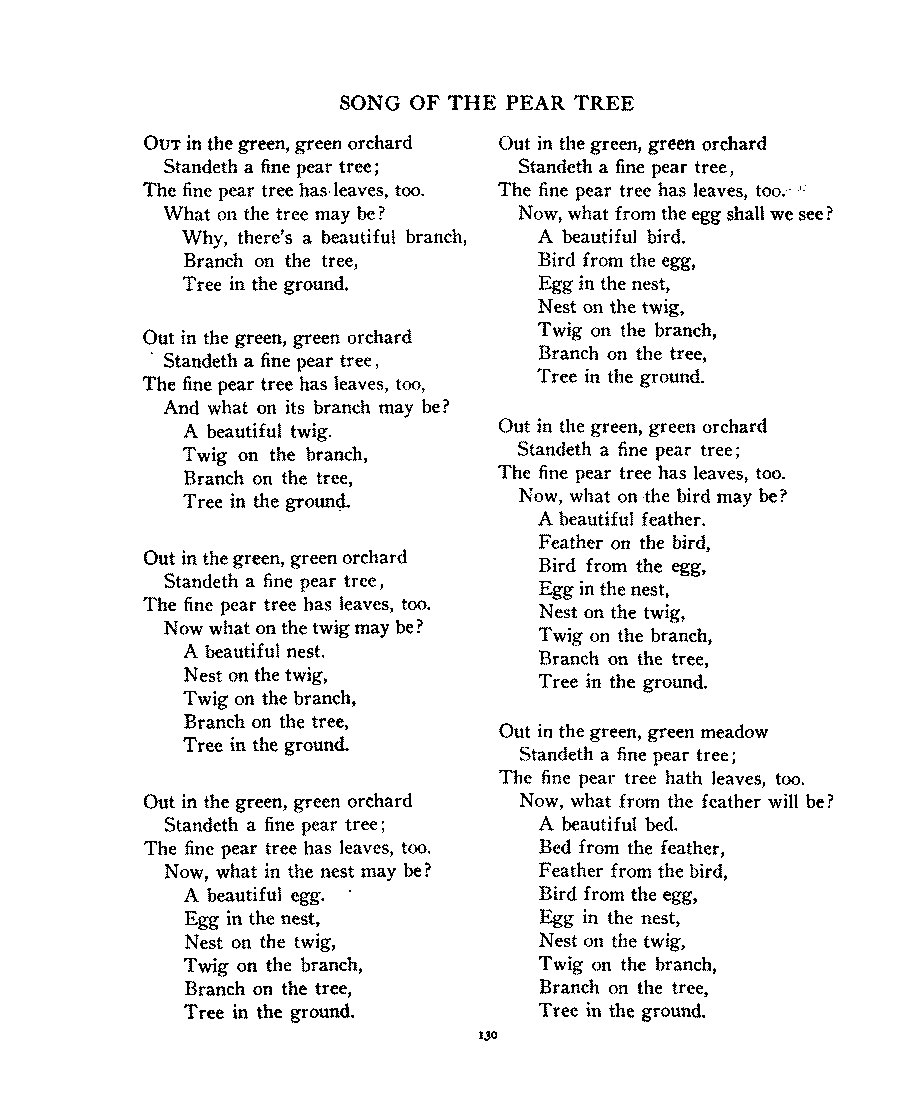 SONG OF THE PEAR TREE
OUT in the green, green orchard
Standeth a fine pear tree;
The fine pear tree has leaves, too.
What on the tree may be?
Why, there's a beautiful branch,
Branch on the tree,
Tree in the ground.
Out in the green, green orchard
Standeth a fine pear tree,
The fine pear tree has leaves, too,
And what on its branch may be?
A beautiful twig.
Twig on the branch,
Branch on the tree,
Tree in the ground.
Out in the green, green orchard
Standeth a fine pear tree,
The fine pear tree has leaves, too.
Now what on the twig may be?
A beautiful nest.
Nest on the twig,
Twig on the branch,
Branch on the tree,
Tree in the ground.
Out in the green, green orchard
Standeth a fine pear tree;
The fine pear tree has leaves, too.
Now, what in the nest may be?
A beautiful egg.
Egg in the nest,
Nest on the twig,
Twig on the branch,
Branch on the tree,
Tree in the ground.
Out in the green, green orchard
Standeth a fine pear tree,
The fine pear tree has leaves, too.
Now, what from the egg shall we see?
A beautiful bird.
Bird from the egg,
Egg in the nest,
Nest on the twig,
Twig on the branch,
Branch on the tree,
Tree in the ground.
Out in the green, green orchard
Standeth a fine pear tree;
The fine pear tree has leaves, too.
Now, what on the bird may be?
A beautiful feather.
Feather on the bird,
Bird from the egg,
Egg in the nest,
Nest on the twig,
Twig on the branch,
Branch on the tree,
Tree in the ground.
Out in the green, green meadow
Standeth a fine pear tree;
The fine pear tree hath leaves, too.
Now, what from the feather will be?
A beautiful bed.
Bed from the feather,
Feather from the bird,
Bird from the egg,
Egg in the nest,
Nest on the twig,
Twig on the branch,
Branch on the tree,
Tree in the ground.
130